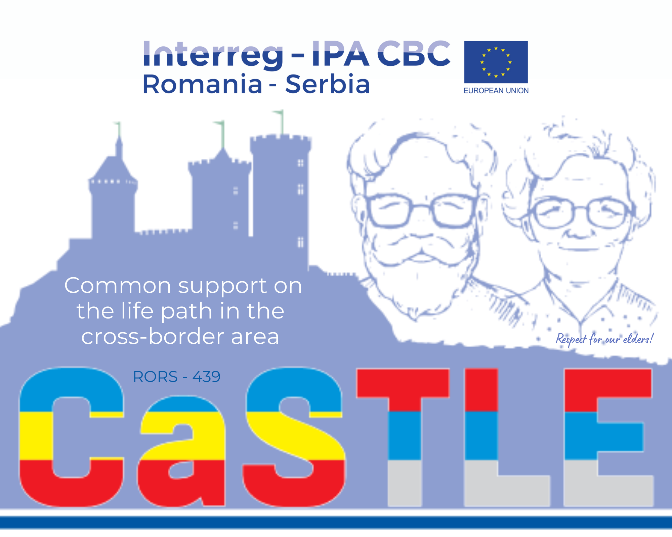 Interreg - IPA CBC
Romania - Serbia
EUROPEAN UNION
Common support on
the life path in the
cross-border area
Respect for our elders!
RORS - 439
CaSTLE